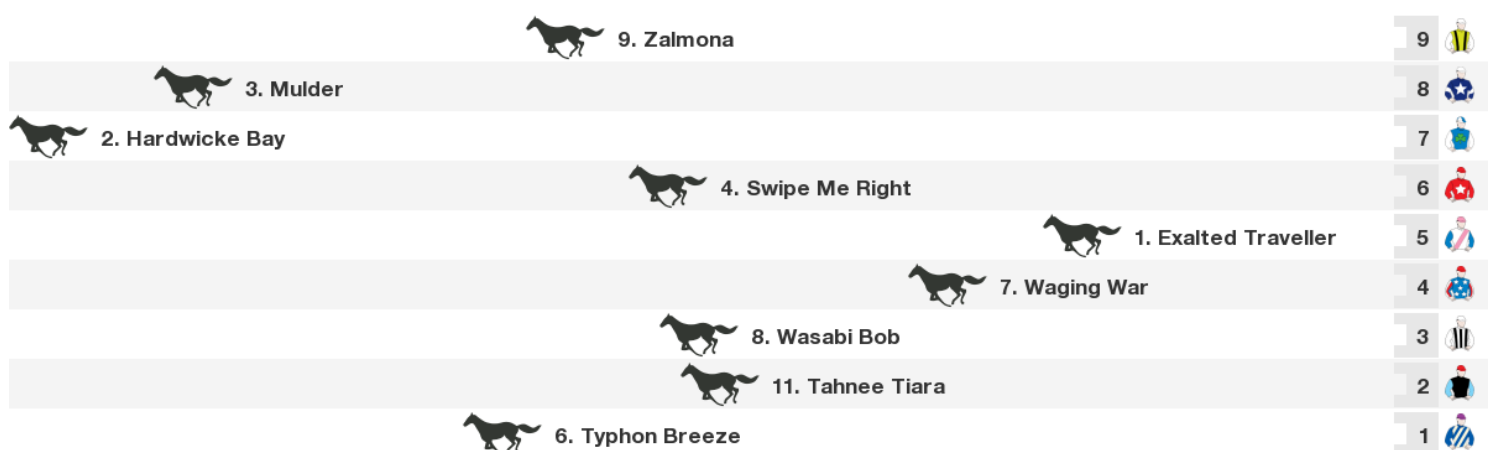 9. Zalmona 9
3. Mulder 8
2. Hardwicke Bay 7
4. Swipe Me Right 6
1. Exalted Traveller 5
7. Waging War 4
8. Wasabi Bob 3
11. Tahnee Tiara 2
6. Typhon Breeze 1